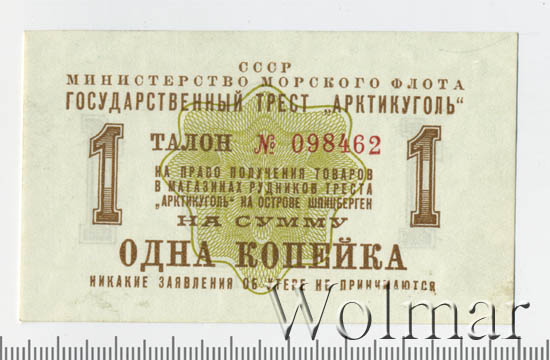 СССР
МИНИСТЕРСТВО МОРСКОГО ФЛОТА
ГОСУДАРСТВЕННЫЙ ТРЕСТ „АРКТИКУГОЛЬ“
1 ТАЛОН № 098462 1
НА ПРАВО ПОЛУЧЕНИЯ ТОВАРОВ
В МАГАЗИНАХ РУДНИКОВ ТРЕСТА
„АРКТИКУГОЛЬ“ НА ОСТРОВЕ ШПИЦБЕРГЕН
НА СУММУ
ОДНА КОПЕЙКА
НИКАКИЕ ЗАЯВЛЕНИЯ ОБ УТЕРЕ НЕ ПРИНИМАЮТСЯ
Wolmar